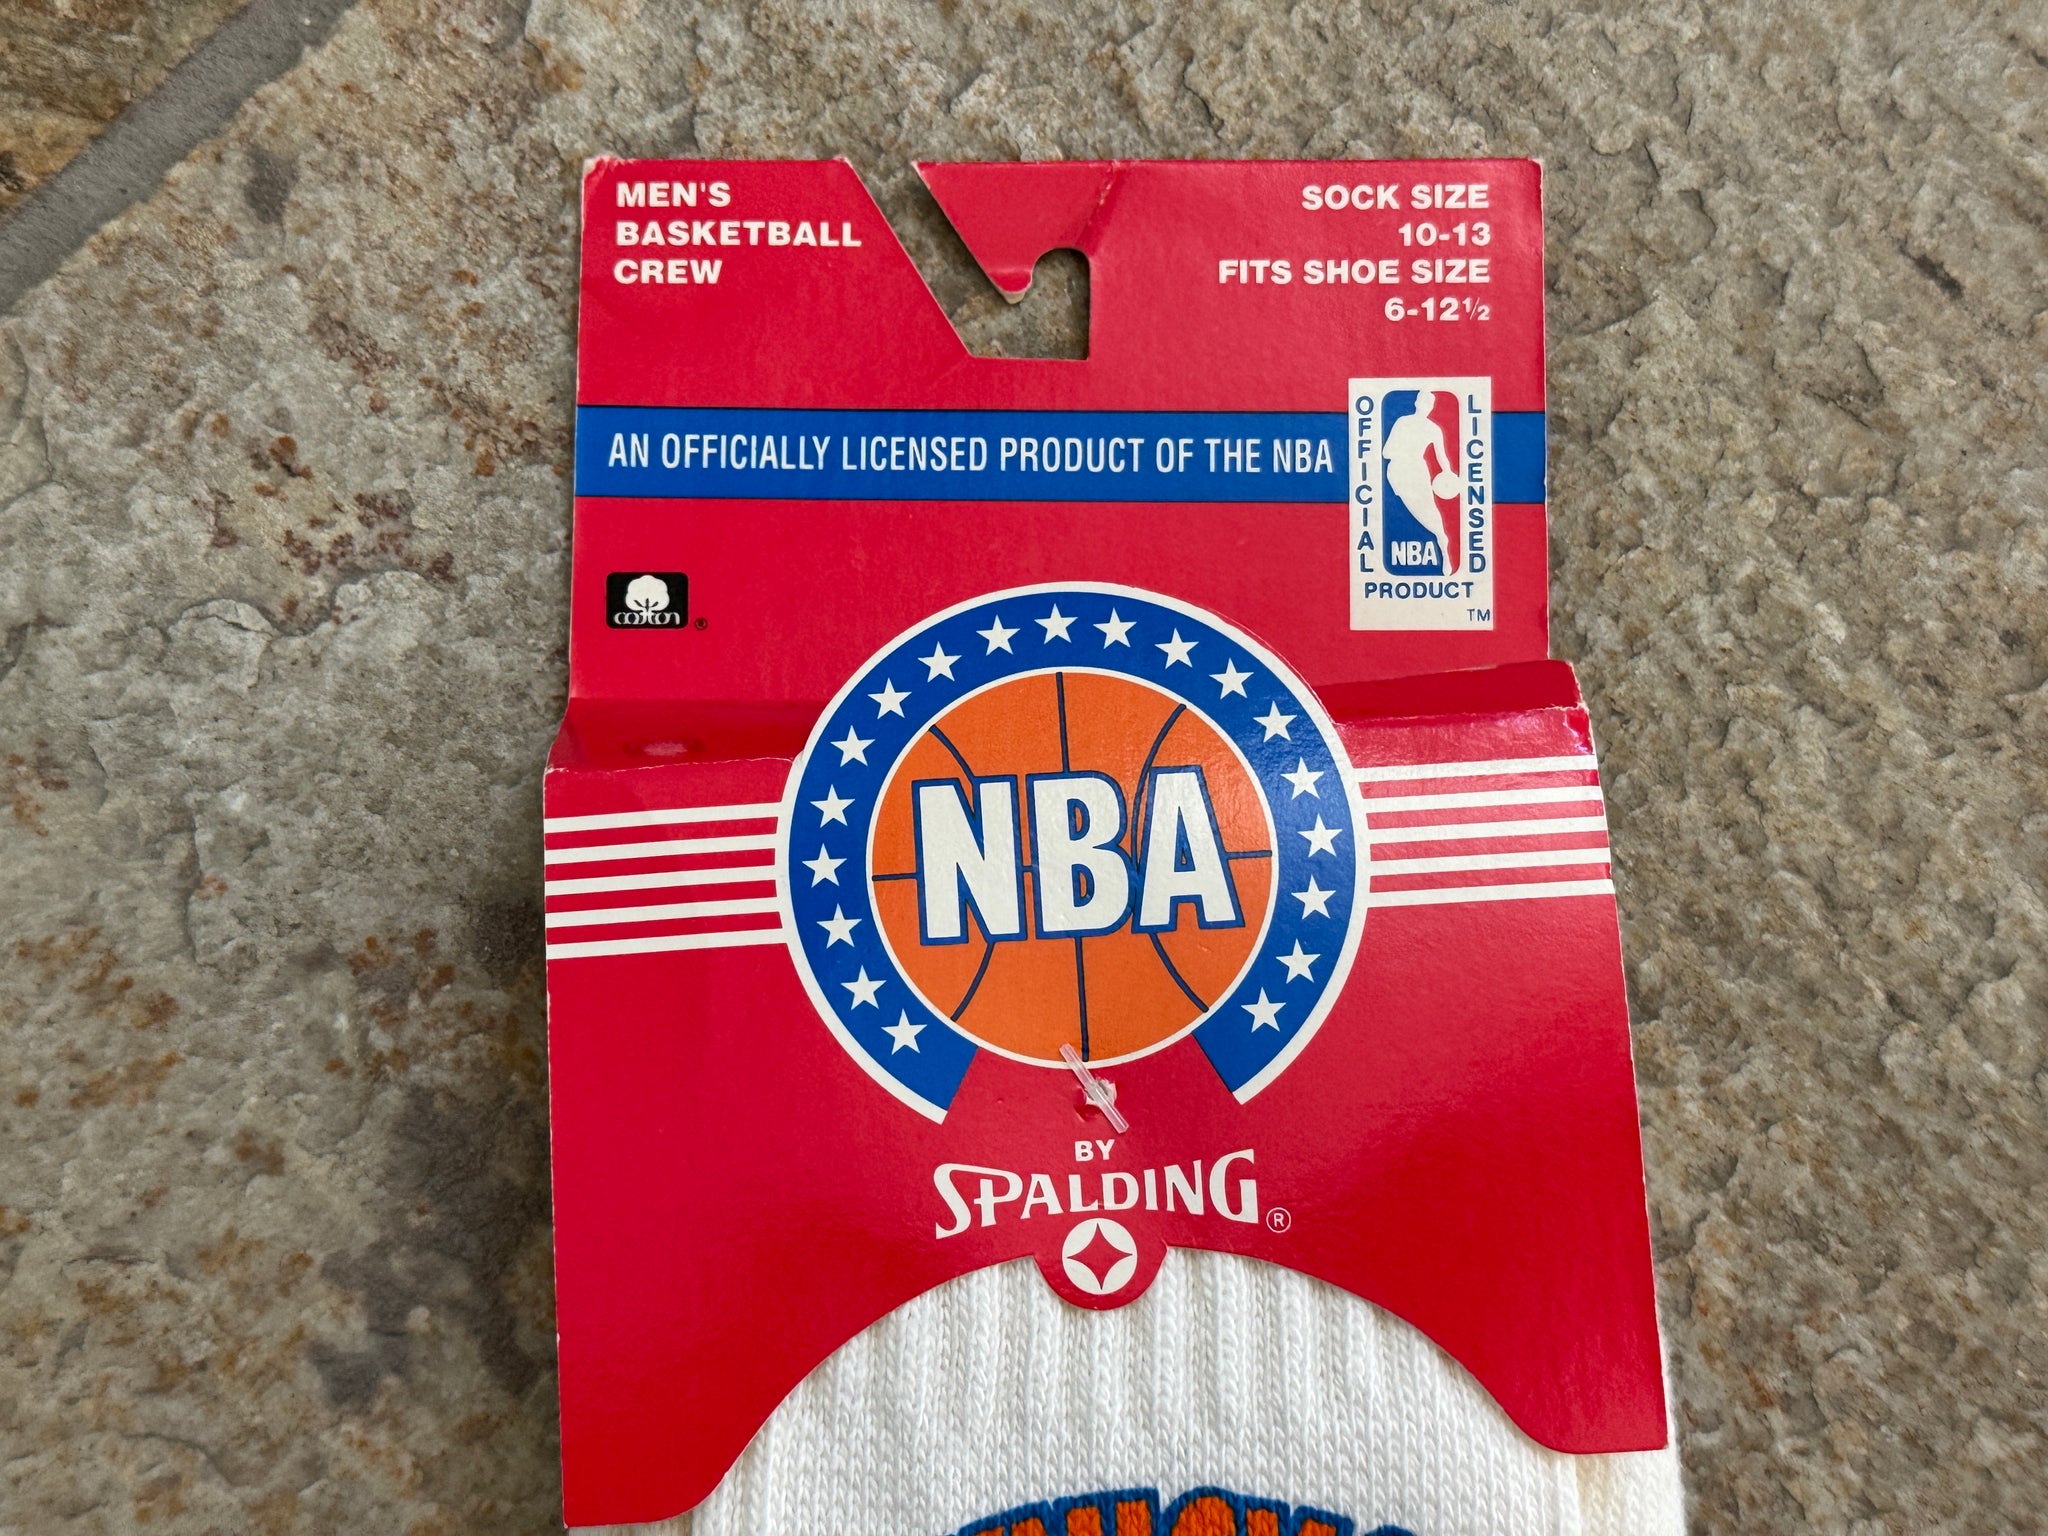 MEN'S
BASKETBALL
CREW
SOCK SIZE
10-13
FITS SHOE SIZE
6-12½
AN OFFICIALLY LICENSED PRODUCT OF THE NBA
OFFICIAL
LICENSED
NBA
PRODUCT
TM
cotton ®
NBA
BY
SPALDING®